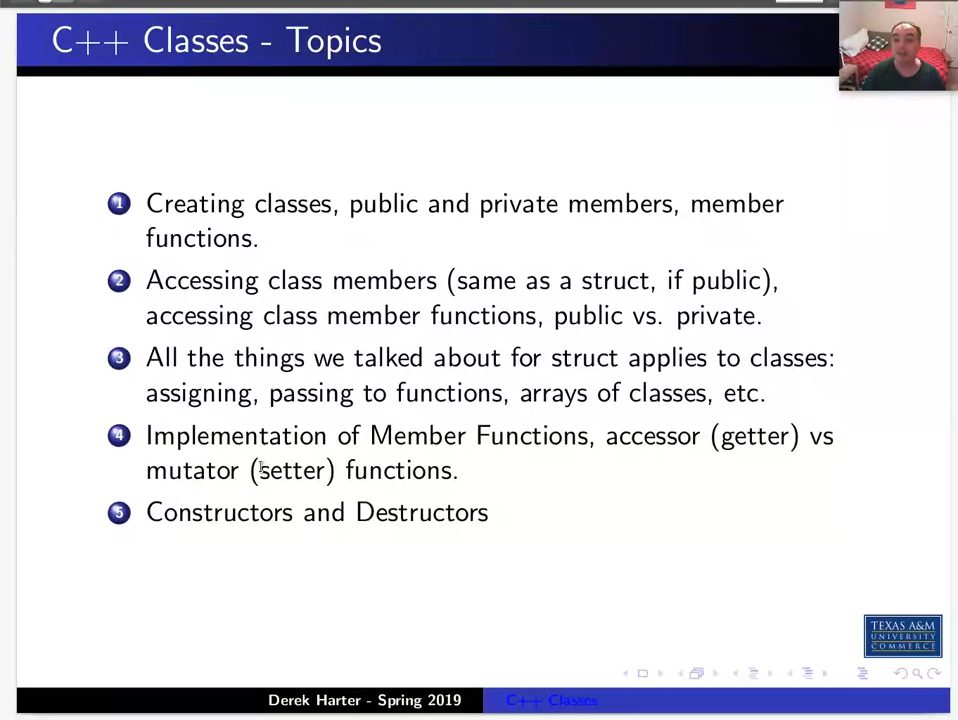 C++ Classes - Topics
1 Creating classes, public and private members, member
functions.
2 Accessing class members (same as a struct, if public),
accessing class member functions, public vs. private.
3 All the things we talked about for struct applies to classes:
assigning, passing to functions, arrays of classes, etc.
4 Implementation of Member Functions, accessor (getter) vs
mutator (setter) functions.
5 Constructors and Destructors
TEXAS A&M
UNIVERSITY
COMMERCE
Derek Harter - Spring 2019
C++ Classes